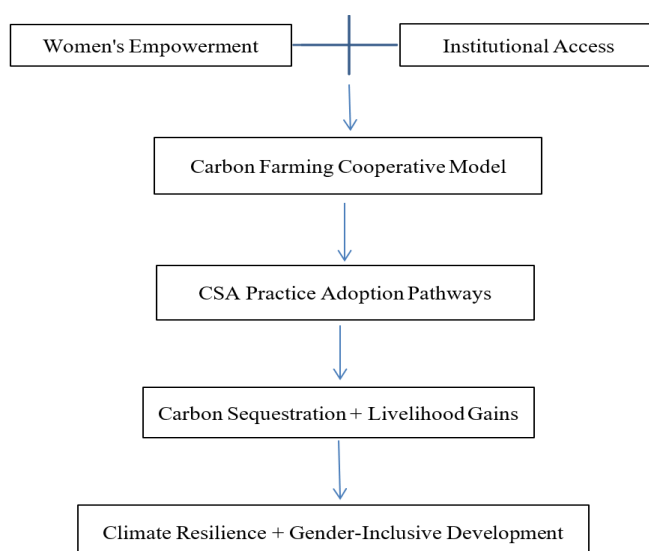 Women's Empowerment
Institutional Access
Carbon Farming Cooperative Model
CSA Practice Adoption Pathways
Carbon Sequestration + Livelihood Gains
Climate Resilience + Gender-Inclusive Development